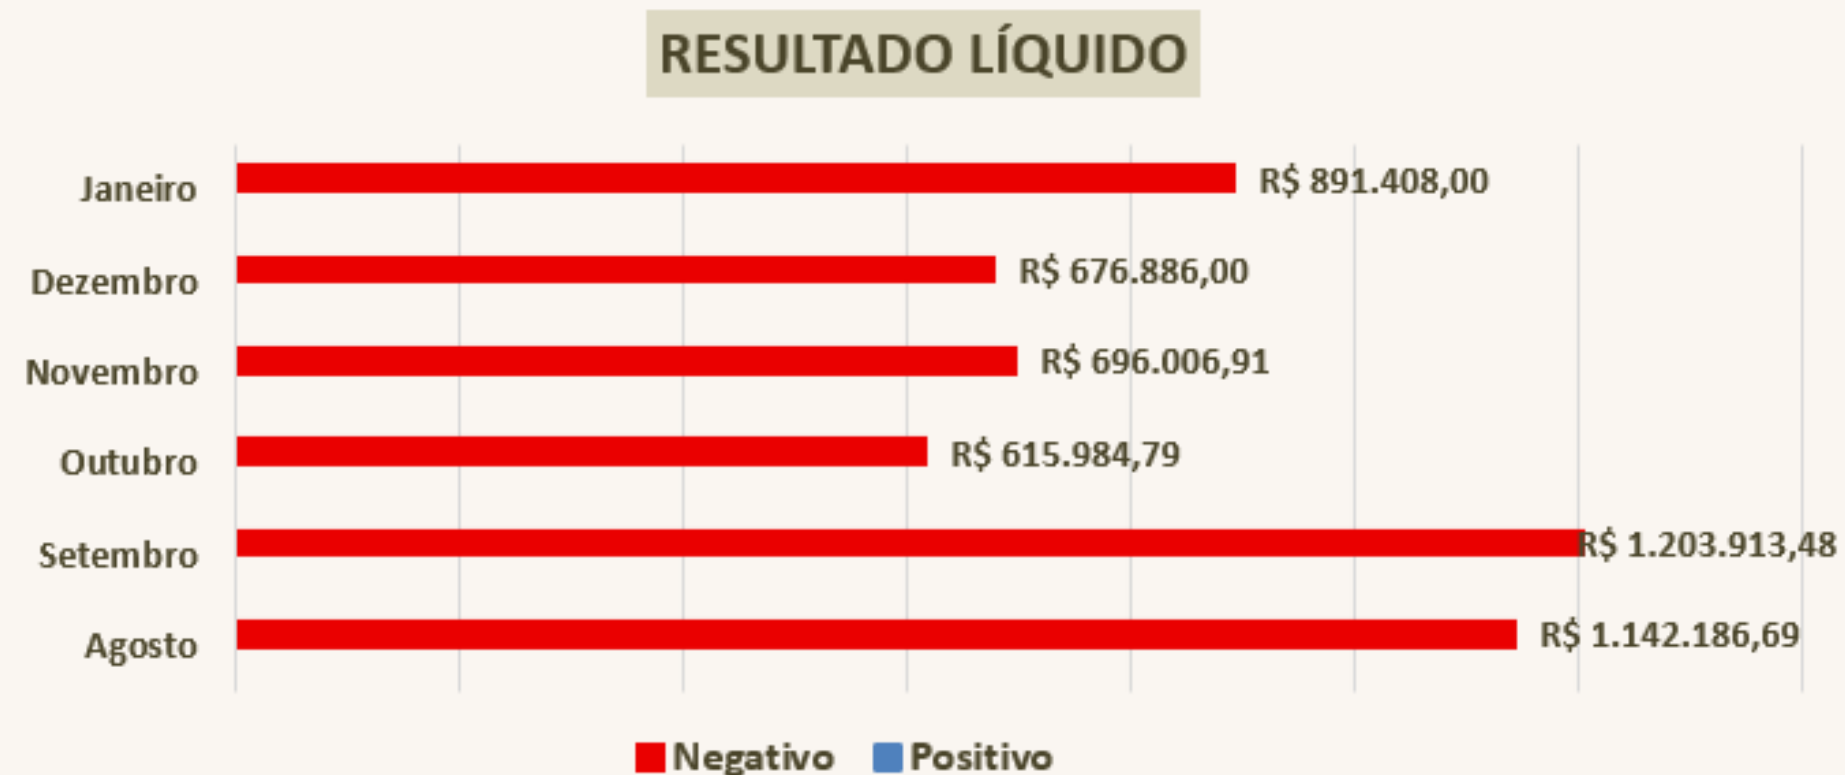 RESULTADO LÍQUIDO
Janeiro R$ 891.408,00
Dezembro R$ 676.886,00
Novembro R$ 696.006,91
Outubro R$ 615.984,79
Setembro R$ 1.203.913,48
Agosto R$ 1.142.186,69
Negativo Positivo